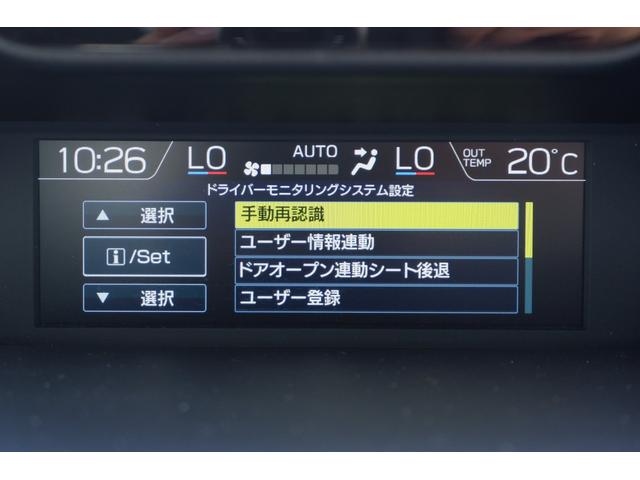 10:26 LO AUTO LO OUT TEMP 20°C
ドライバーモニタリングシステム設定
▲ 選択
手動再認識
ユーザー情報連動
i/Set
ドアオープン連動シート後退
▼ 選択
ユーザー登録